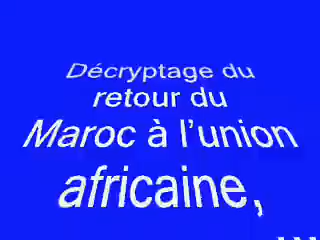 Décryptage du
retour du
Maroc à l'union
africaine,